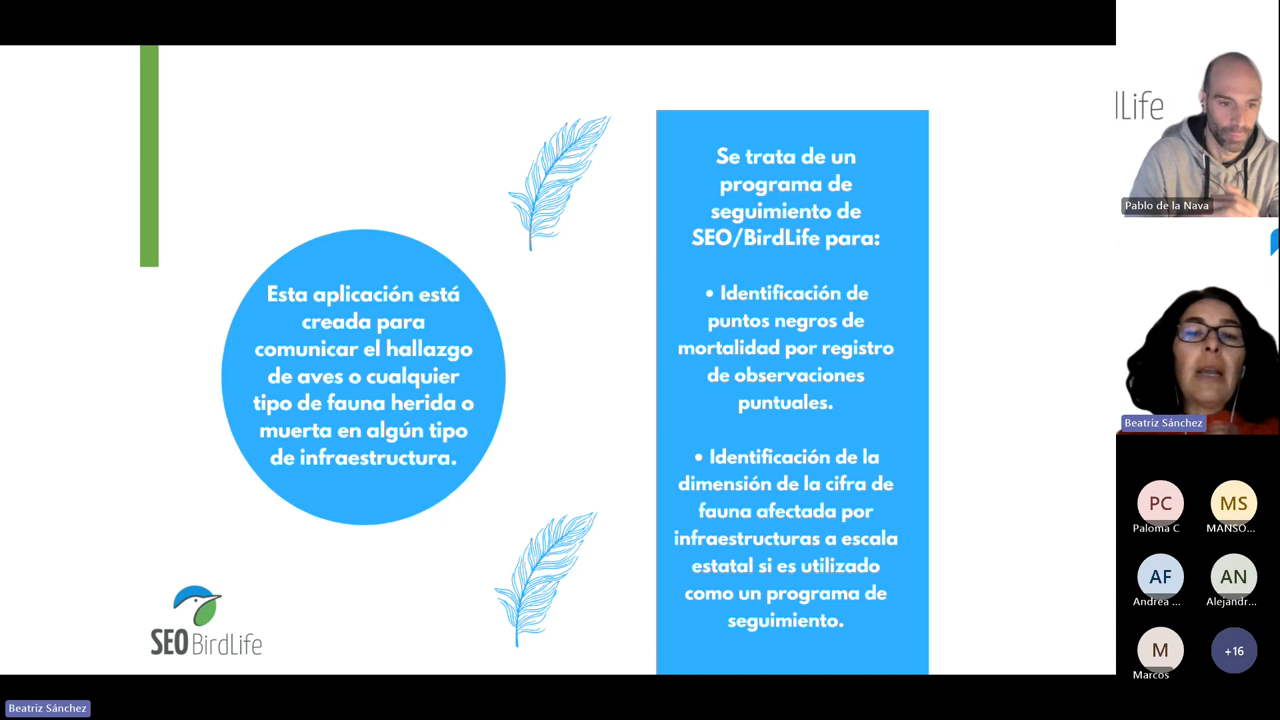 Esta aplicación está
creada para
comunicar el hallazgo
de aves o cualquier
tipo de fauna herida o
muerta en algún tipo
de infraestructura.
Se trata de un
programa de
seguimiento de
SEO/BirdLife para:
• Identificación de
puntos negros de
mortalidad por registro
de observaciones
puntuales.
• Identificación de la
dimensión de la cifra de
fauna afectada por
infraestructuras a escala
estatal si es utilizado
como un programa de
seguimiento.
SEO BirdLife
dLife
Pablo de la Nava
Beatriz Sánchez
PC
Paloma C
MS
MANSO...
AF
Andrea ...
AN
Alejandr...
M
Marcos
+16
Beatriz Sánchez